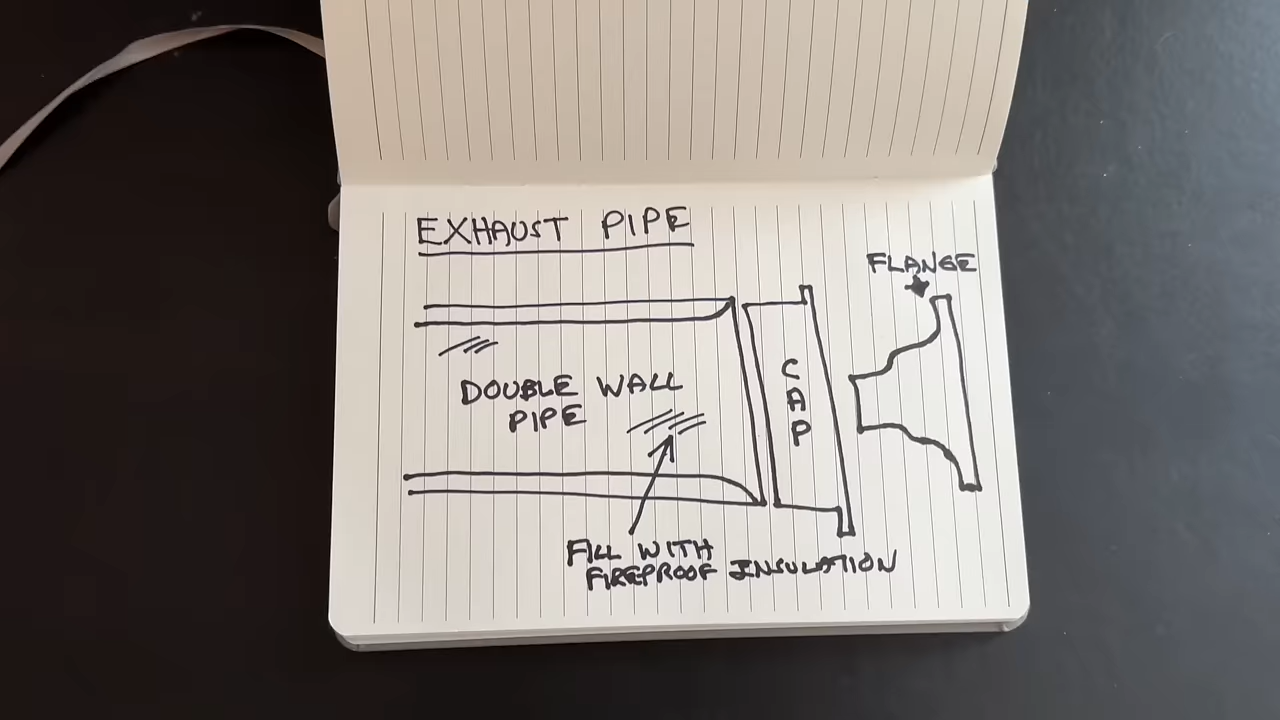 EXHAUST PIPE
FLANGE
DOUBLE WALL
PIPE
CAP
FILL WITH
FIREPROOF INSULATION